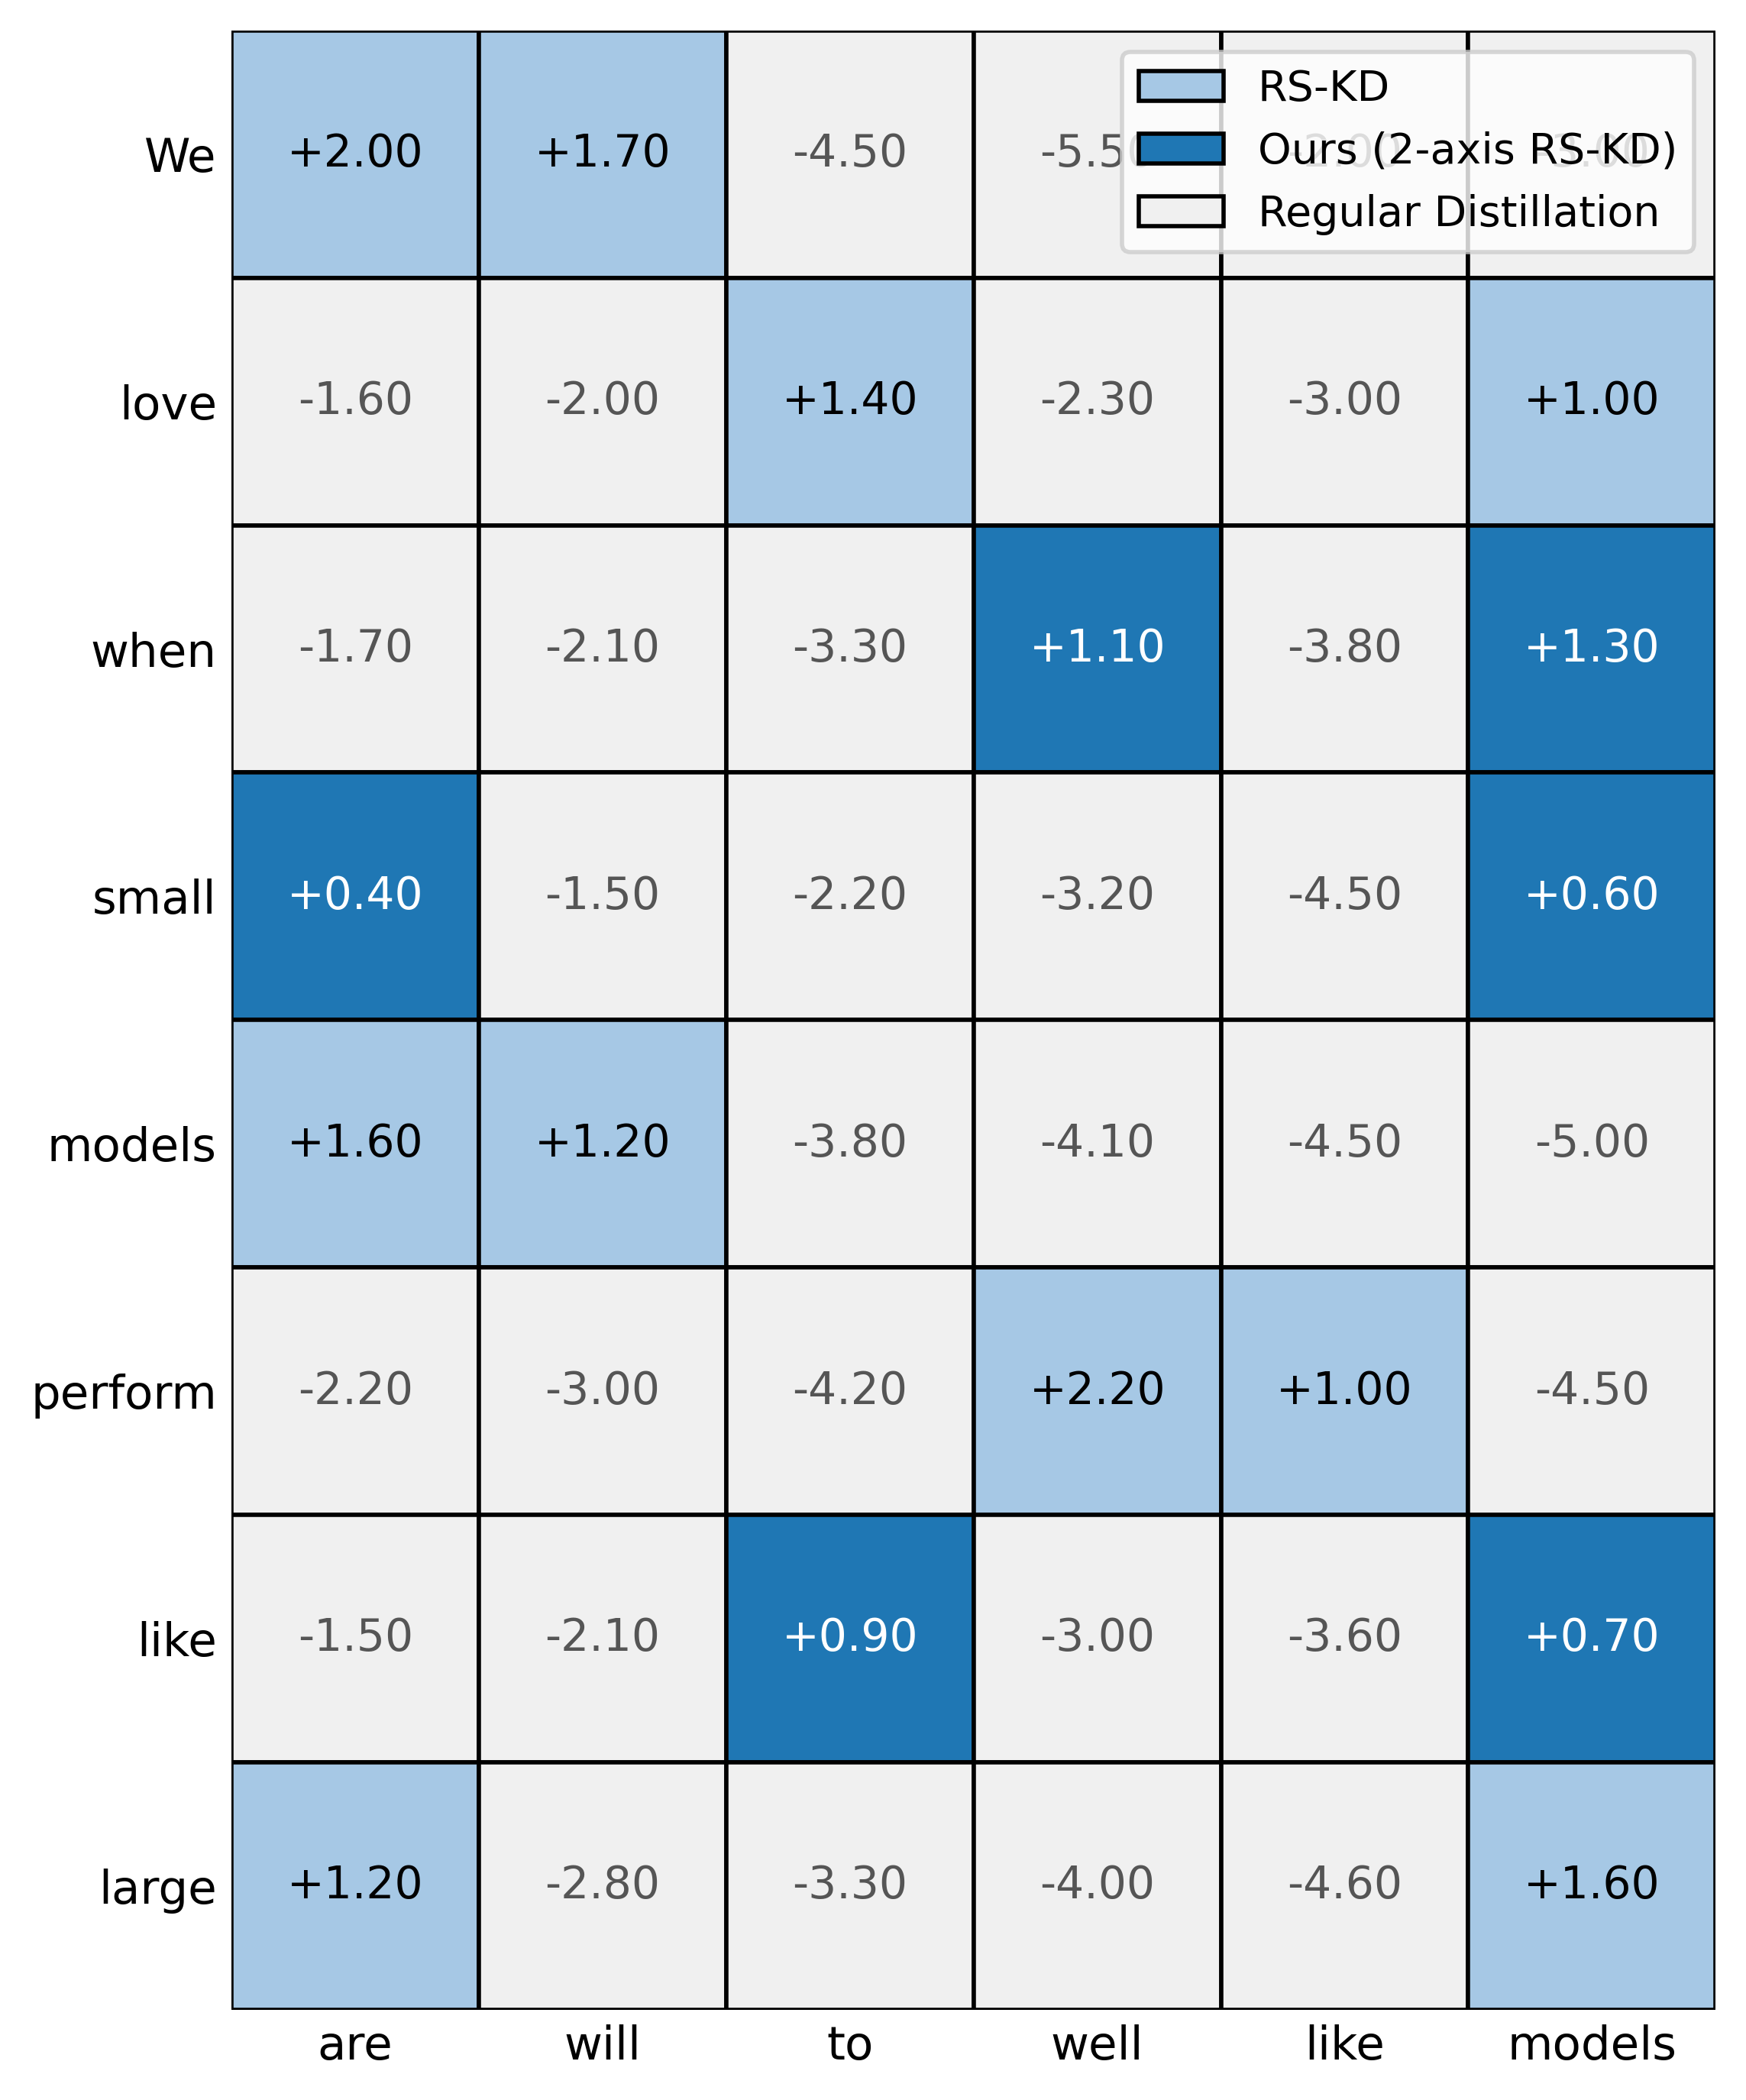 RS-KD
Ours (2-axis RS-KD)
Regular Distillation
We +2.00 +1.70 -4.50
love -1.60 -2.00 +1.40 -2.30 -3.00 +1.00
when -1.70 -2.10 -3.30 +1.10 -3.80 +1.30
small +0.40 -1.50 -2.20 -3.20 -4.50 +0.60
models +1.60 +1.20 -3.80 -4.10 -4.50 -5.00
perform -2.20 -3.00 -4.20 +2.20 +1.00 -4.50
like -1.50 -2.10 +0.90 -3.00 -3.60 +0.70
large +1.20 -2.80 -3.30 -4.00 -4.60 +1.60
are will to well like models